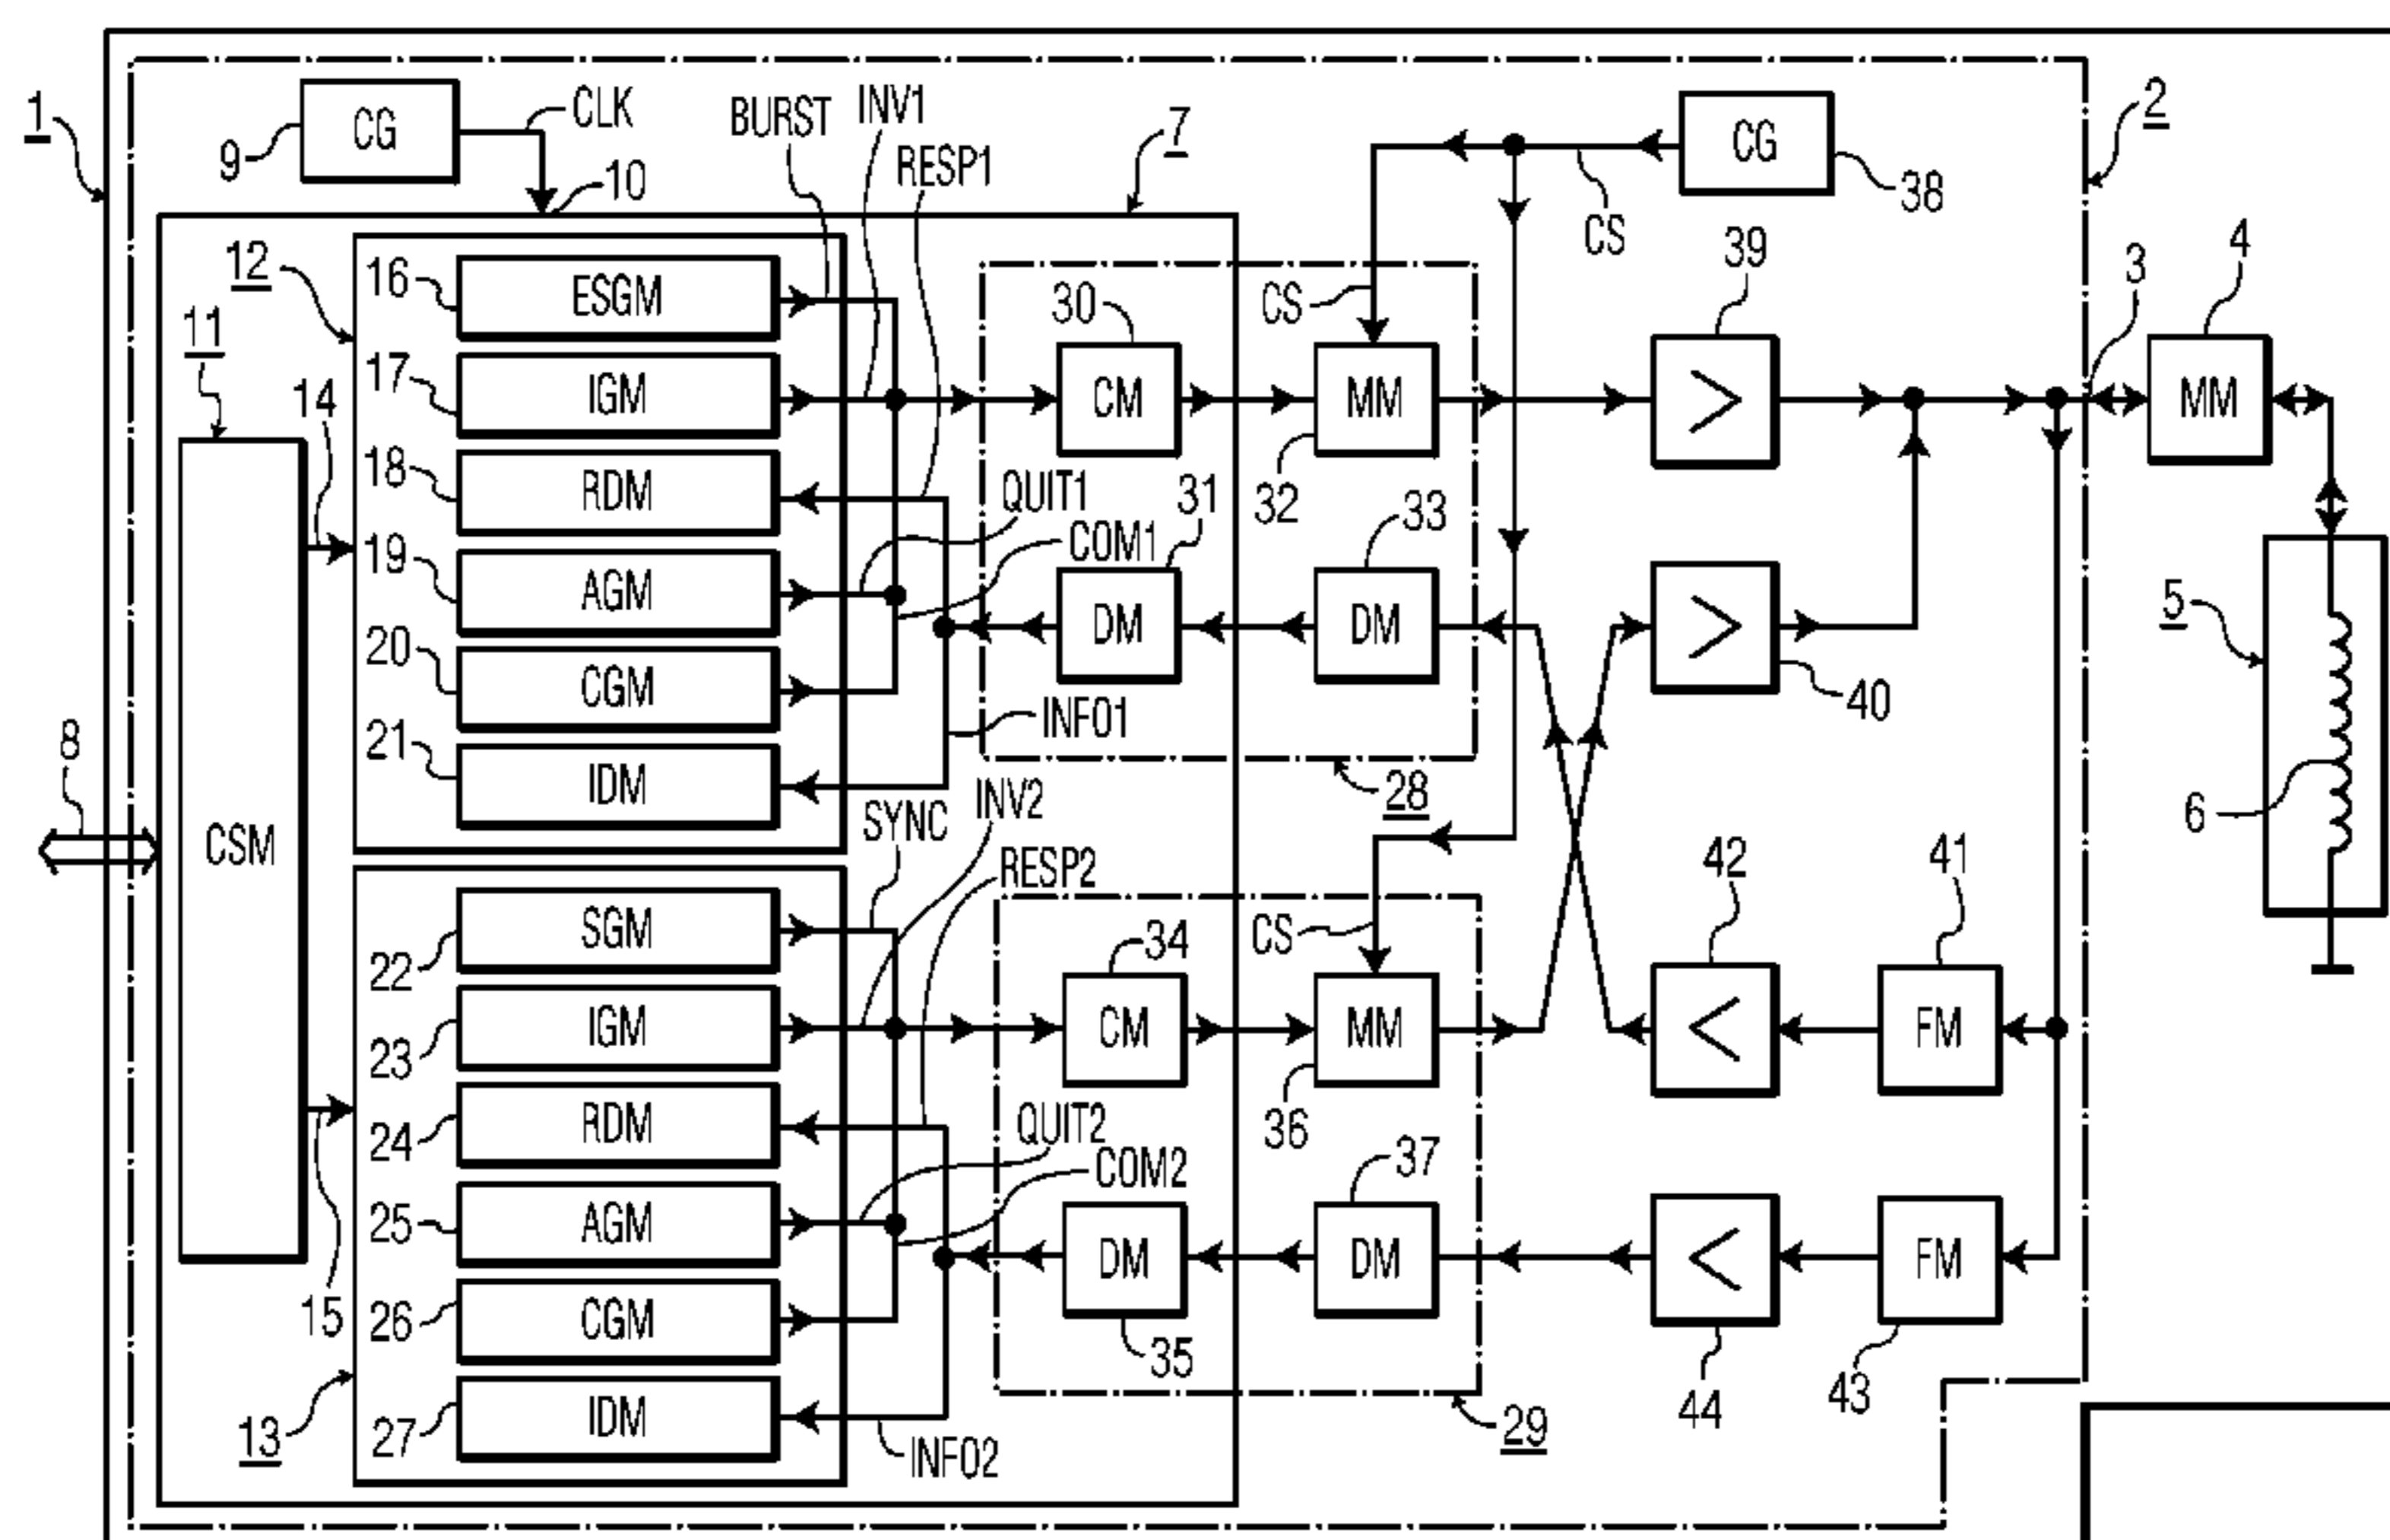 1
CG
9
CLK
10
BURST
INV1
RESP1
7
CG
38
CS
2
12
16
ESGM
CS
30
39
3
4
11
14
17
IGM
CM
MM
32
>
MM
18
RDM
QUIT1
31
33
19
AGM
COM1
DM
DM
>
40
5
20
CGM
INFO1
21
IDM
28
6
8
CSM
SYNC
INV2
RESP2
42
41
22
SGM
CS
34
23
IGM
CM
MM
36
<
FM
24
RDM
QUIT2
COM2
37
25
AGM
DM
35
DM
<
44
FM
43
15
26
CGM
13
27
IDM
INFO2
29